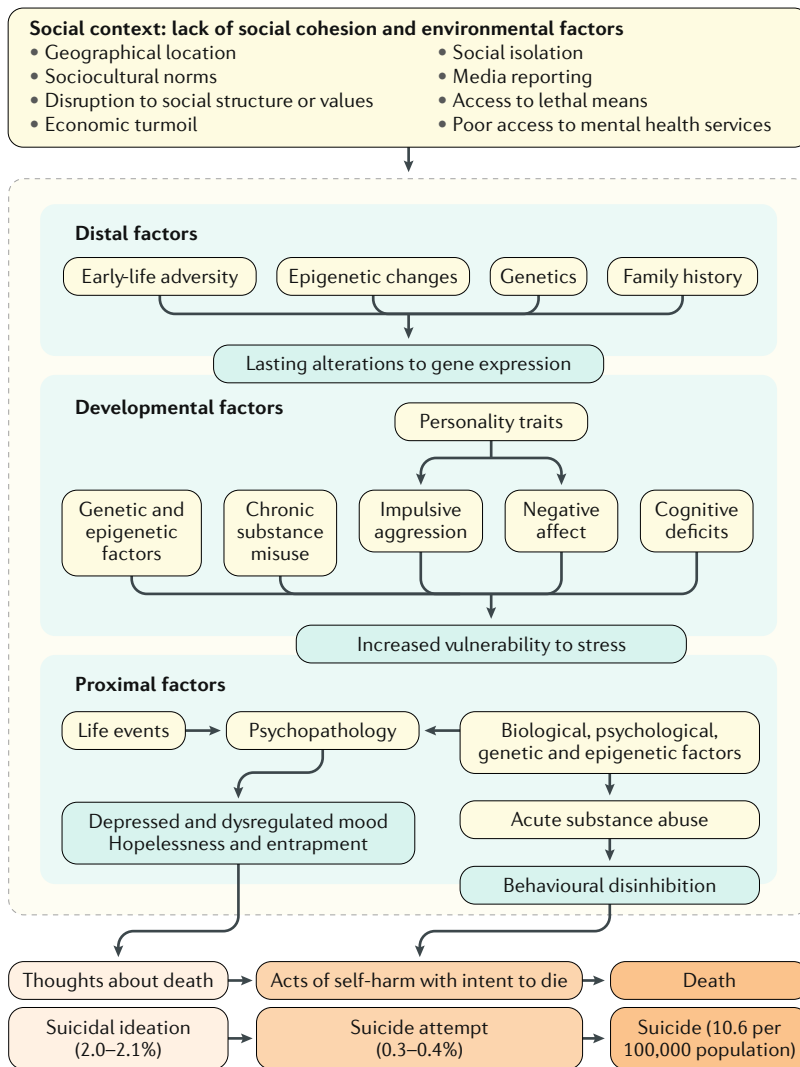 Social context: lack of social cohesion and environmental factors
• Geographical location
• Sociocultural norms
• Disruption to social structure or values
• Economic turmoil
• Social isolation
• Media reporting
• Access to lethal means
• Poor access to mental health services
Distal factors
Early-life adversity
Epigenetic changes
Genetics
Family history
Lasting alterations to gene expression
Developmental factors
Personality traits
Genetic and
epigenetic
factors
Chronic
substance
misuse
Impulsive
aggression
Negative
affect
Cognitive
deficits
Increased vulnerability to stress
Proximal factors
Life events
Psychopathology
Biological, psychological,
genetic and epigenetic factors
Depressed and dysregulated mood
Hopelessness and entrapment
Acute substance abuse
Behavioural disinhibition
Thoughts about death
Acts of self-harm with intent to die
Death
Suicidal ideation
(2.0–2.1%)
Suicide attempt
(0.3–0.4%)
Suicide (10.6 per
100,000 population)